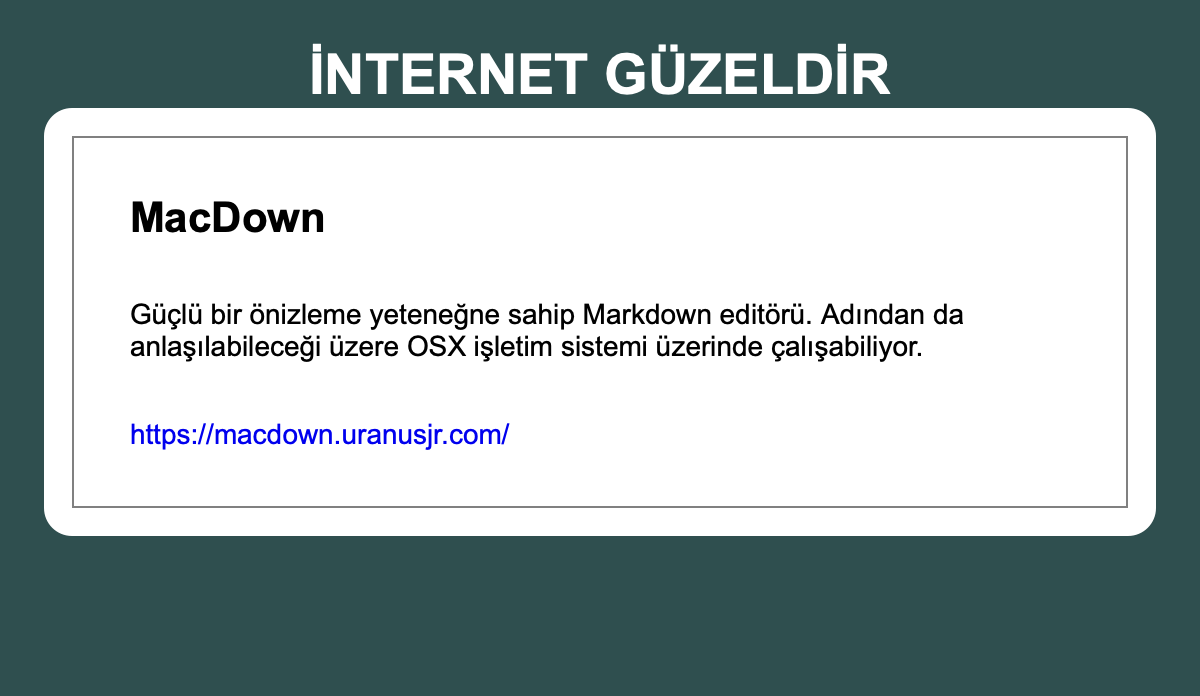 İNTERNET GÜZELDİR
MacDown
Güçlü bir önizleme yeteneğne sahip Markdown editörü. Adından da
anlaşılabileceği üzere OSX işletim sistemi üzerinde çalışabiliyor.
https://macdown.uranusjr.com/